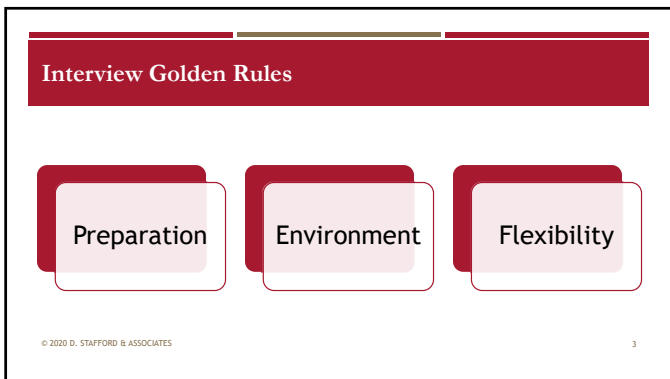 Interview Golden Rules
Preparation
Environment
Flexibility
© 2020 D. STAFFORD & ASSOCIATES
3